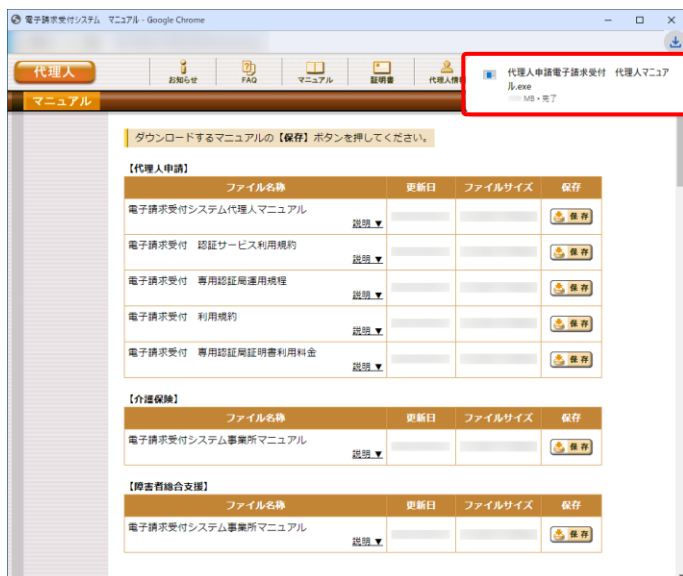 電子請求受付システム マニュアル - Google Chrome
代理人
お知らせ
FAQ
マニュアル
証明書
代理人申請電子請求受付 代理人マニュア
ル.exe
MB・完了
マニュアル
ダウンロードするマニュアルの【保存】ボタンを押してください。
【代理人申請】
ファイル名称 更新日 ファイルサイズ 保存
電子請求受付システム代理人マニュアル
説明▼ 保存
電子請求受付 認証サービス利用規約
説明▼ 保存
電子請求受付 専用認証局運用規程
説明▼ 保存
電子請求受付 利用規約
説明▼ 保存
電子請求受付 専用認証局証明書利用料金
説明▼ 保存
【介護保険】
ファイル名称 更新日 ファイルサイズ 保存
電子請求受付システム事業所マニュアル
説明▼ 保存
【障害者総合支援】
ファイル名称 更新日 ファイルサイズ 保存
電子請求受付システム事業所マニュアル
説明▼ 保存